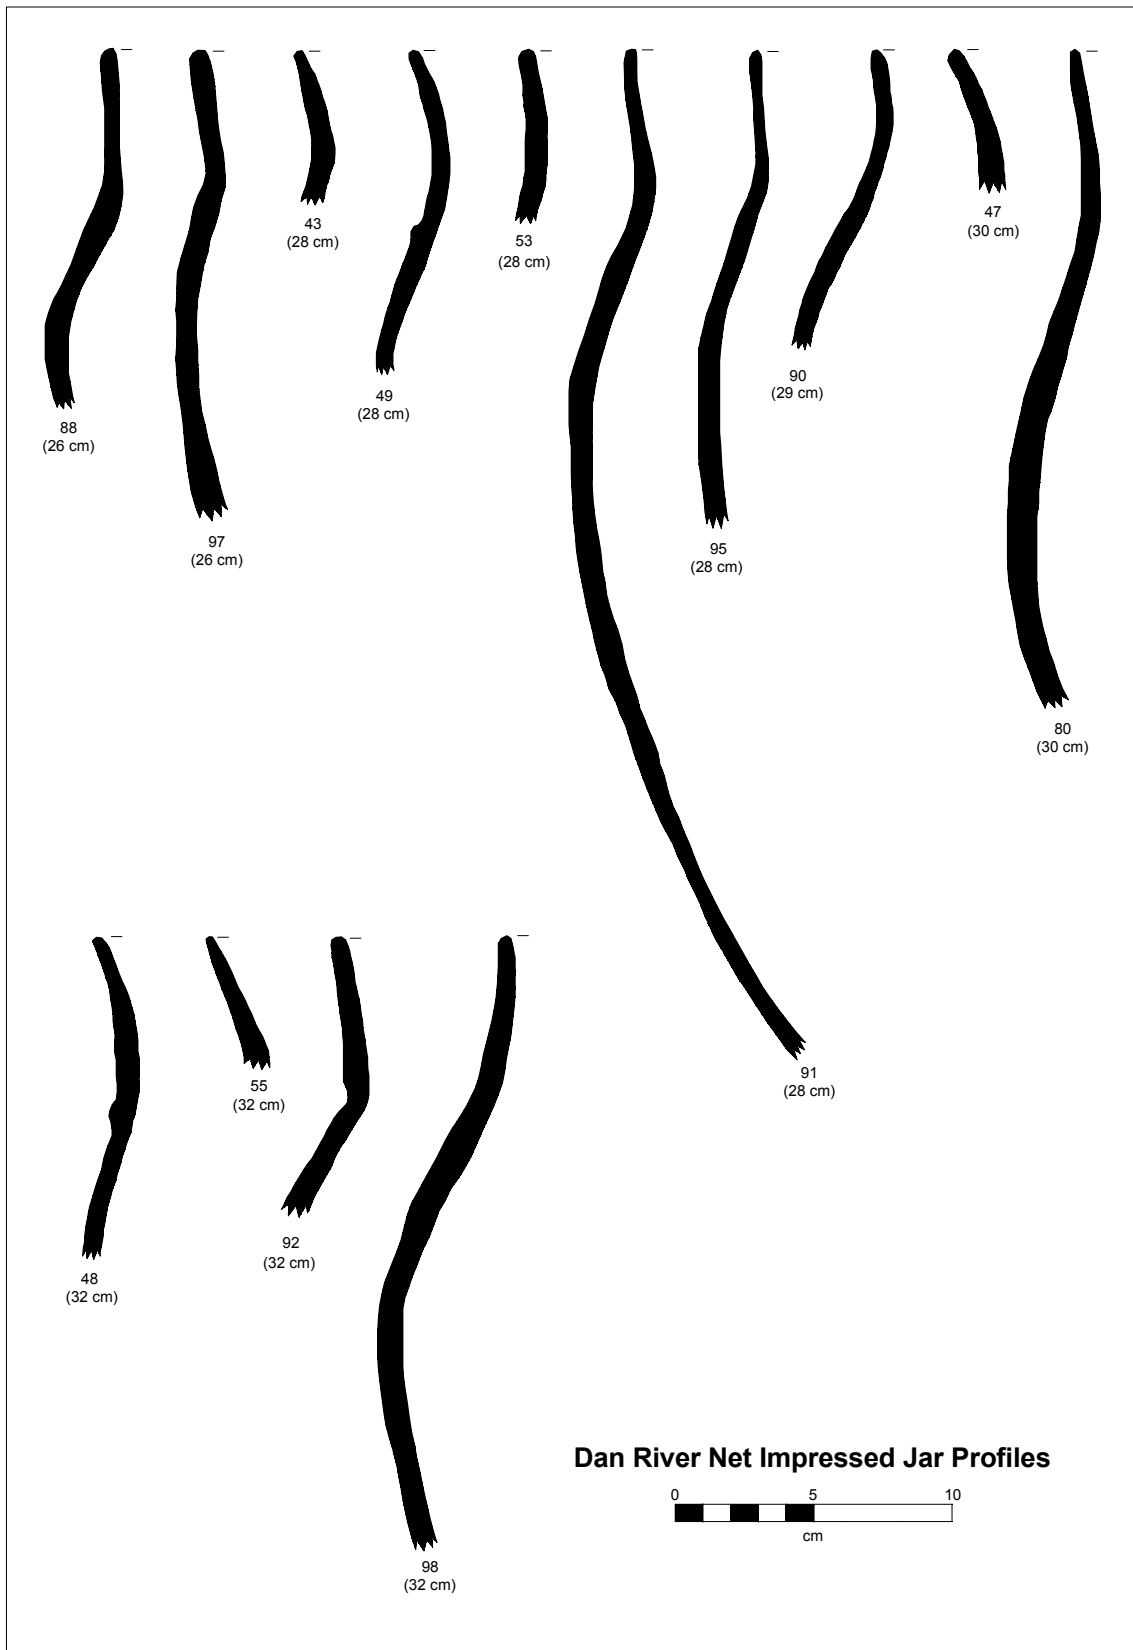 43
(28 cm)
47
(30 cm)
53
(28 cm)
90
(29 cm)
49
(28 cm)
88
(26 cm)
97
(26 cm)
95
(28 cm)
80
(30 cm)
91
(28 cm)
55
(32 cm)
92
(32 cm)
48
(32 cm)
98
(32 cm)
Dan River Net Impressed Jar Profiles
0 5 10
cm